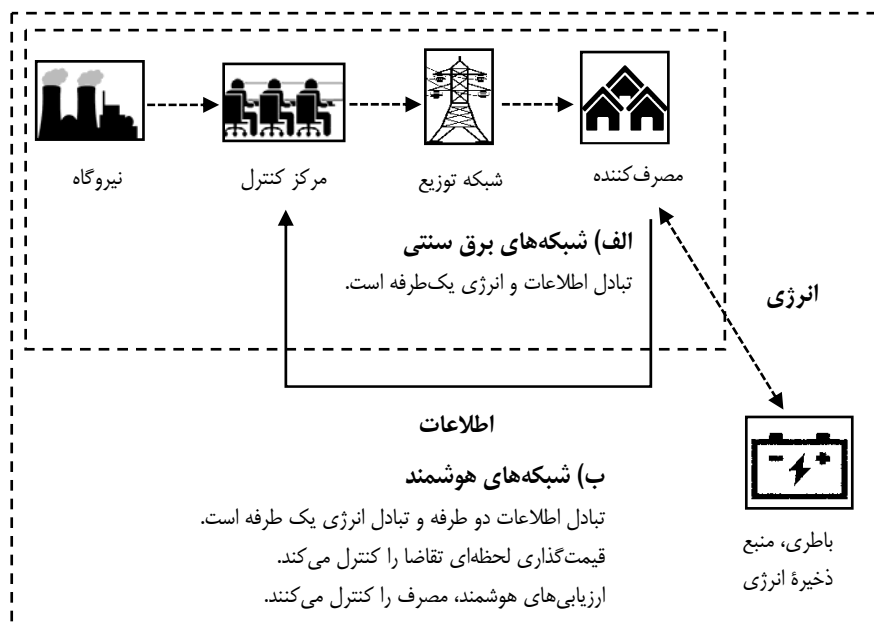 نیروگاه
مرکز کنترل
شبکه توزیع
مصرف‌کننده
الف) شبکه‌های برق سنتی
تبادل اطلاعات و انرژی یک‌طرفه است.
انرژی
اطلاعات
ب) شبکه‌های هوشمند
تبادل اطلاعات دو طرفه و تبادل انرژی یک طرفه است.
قیمت‌گذاری لحظه‌ای تقاضا را کنترل می‌کند.
ارزیابی‌های هوشمند، مصرف را کنترل می‌کنند.
باطری، منبع
ذخیرهٔ انرژی